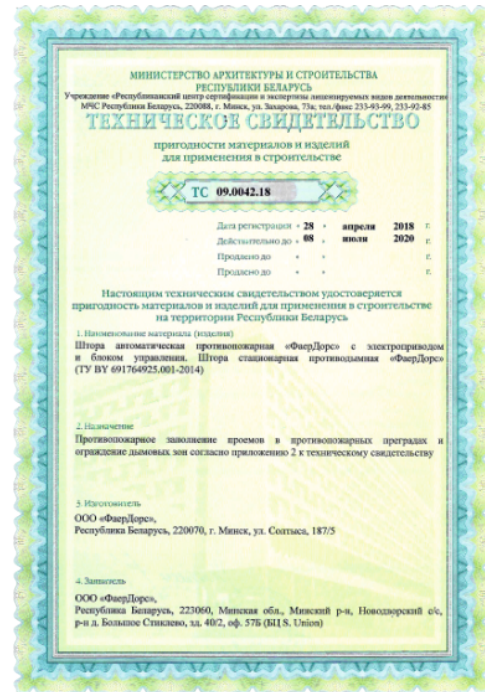 МИНИСТЕРСТВО АРХИТЕКТУРЫ И СТРОИТЕЛЬСТВА
РЕСПУБЛИКИ БЕЛАРУСЬ
Учреждение «Республиканский центр сертификации и экспертизы лицензируемых видов деятельности»
МЧС Республики Беларусь, 220088, г. Минск, ул. Захарова, 73а; тел./факс 233-93-99, 233-92-85
ТЕХНИЧЕСКОЕ СВИДЕТЕЛЬСТВО
пригодности материалов и изделий
для применения в строительстве
ТС 09.0042.18
Дата регистрации « 28 » апреля 2018 г.
Действительно до « 08 » июля 2020 г.
Продлено до « » г.
Продлено до « » г.
Настоящим техническим свидетельством удостоверяется
пригодность материалов и изделий для применения в строительстве
на территории Республики Беларусь
1. Наименование материала (изделия)
Штора автоматическая противопожарная «ФаерДорс» с электроприводом
и блоком управления. Штора стационарная противодымная «ФаерДорс»
(ТУ BY 691764925.001-2014)
2. Назначение
Противопожарное заполнение проемов в противопожарных преградах и
ограждение дымовых зон согласно приложению 2 к техническому свидетельству
3. Изготовитель
ООО «ФаерДорс»,
Республика Беларусь, 220070, г. Минск, ул. Солтыса, 187/5
4. Заявитель
ООО «ФаерДорс»,
Республика Беларусь, 223060, Минская обл., Минский р-н, Новодворский с/с,
р-н д. Большое Стиклево, зд. 40/2, оф. 57Б (БЦ S. Union)